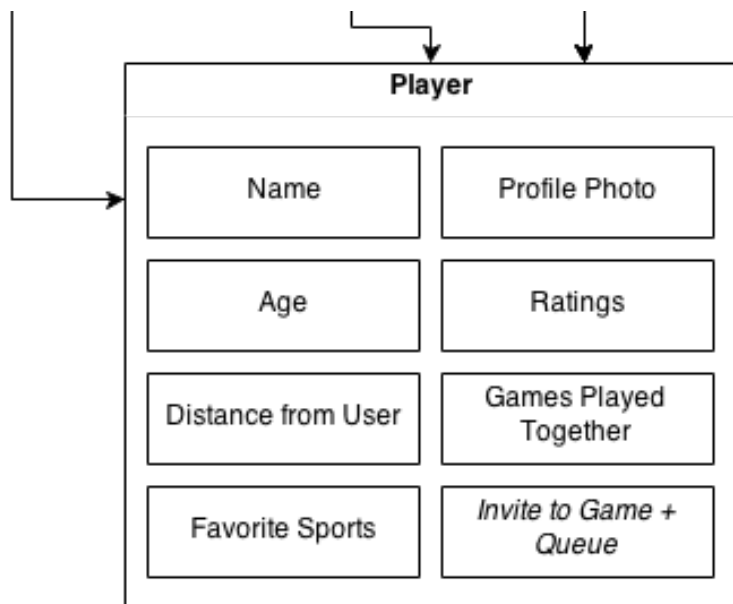 Player
Name
Profile Photo
Age
Ratings
Distance from User
Games Played
Together
Favorite Sports
Invite to Game +
Queue